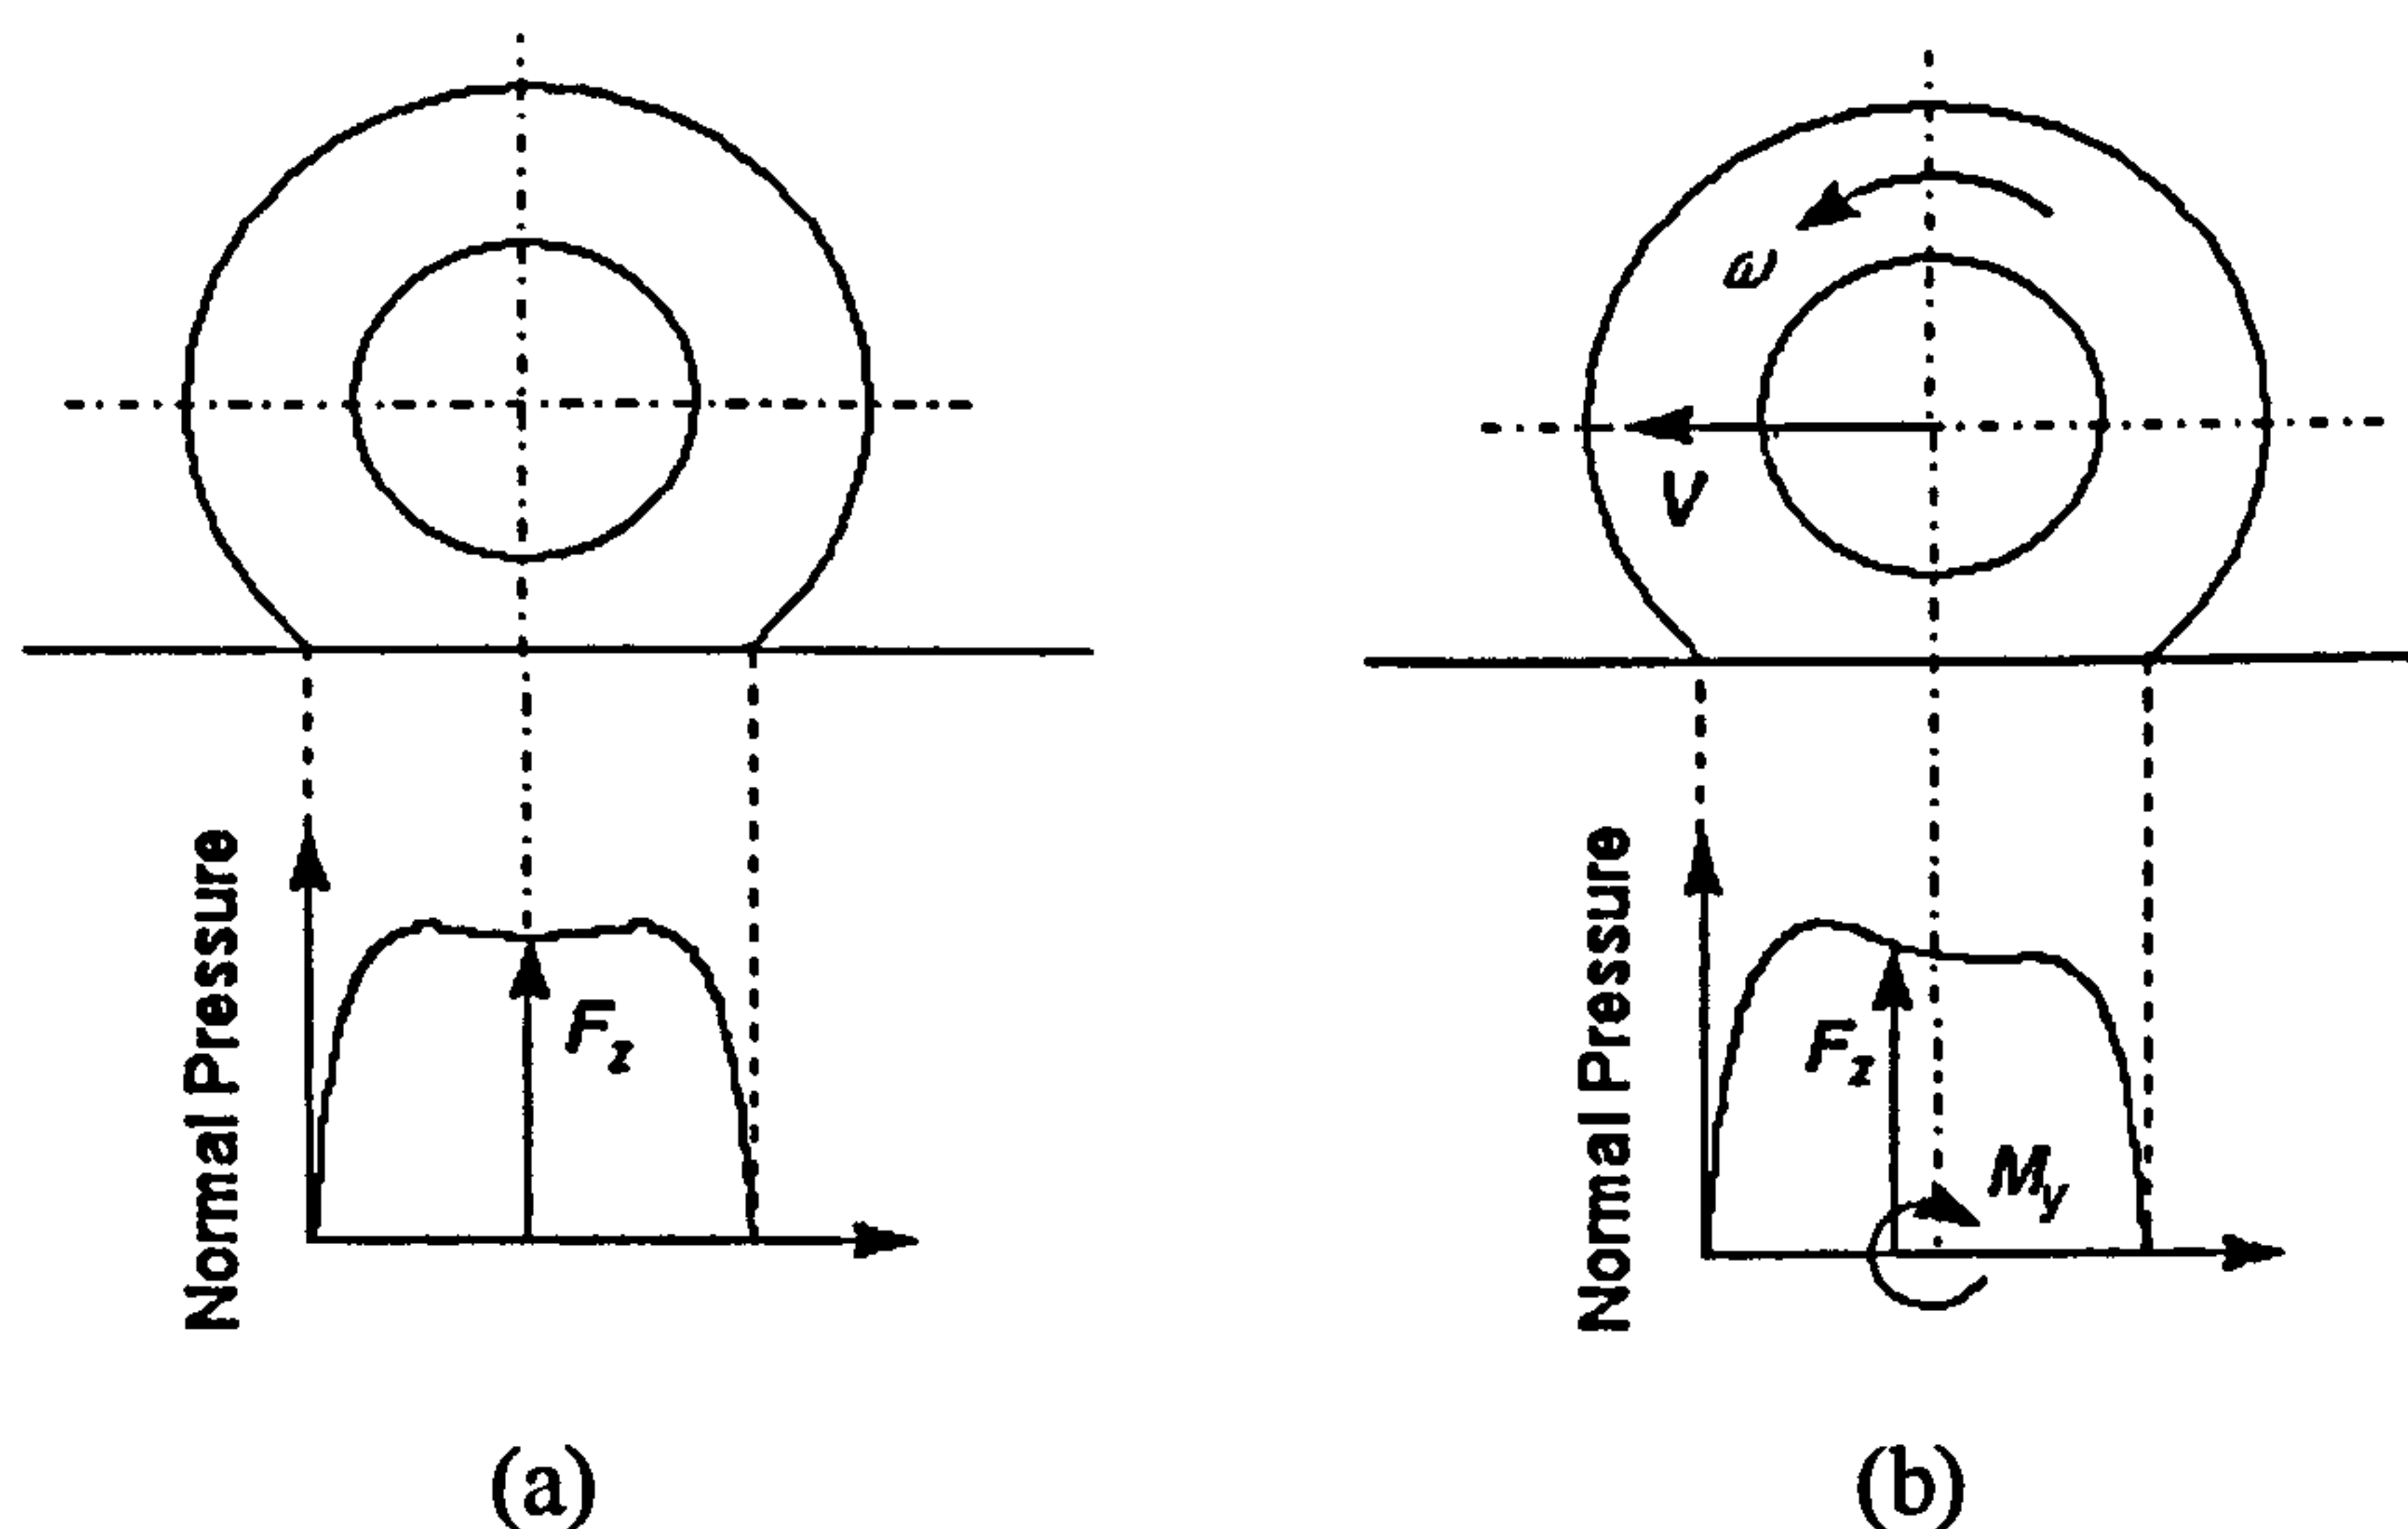 ω
V
Normal Pressure
F_z
Normal Pressure
F_z
M_y
(a)
(b)